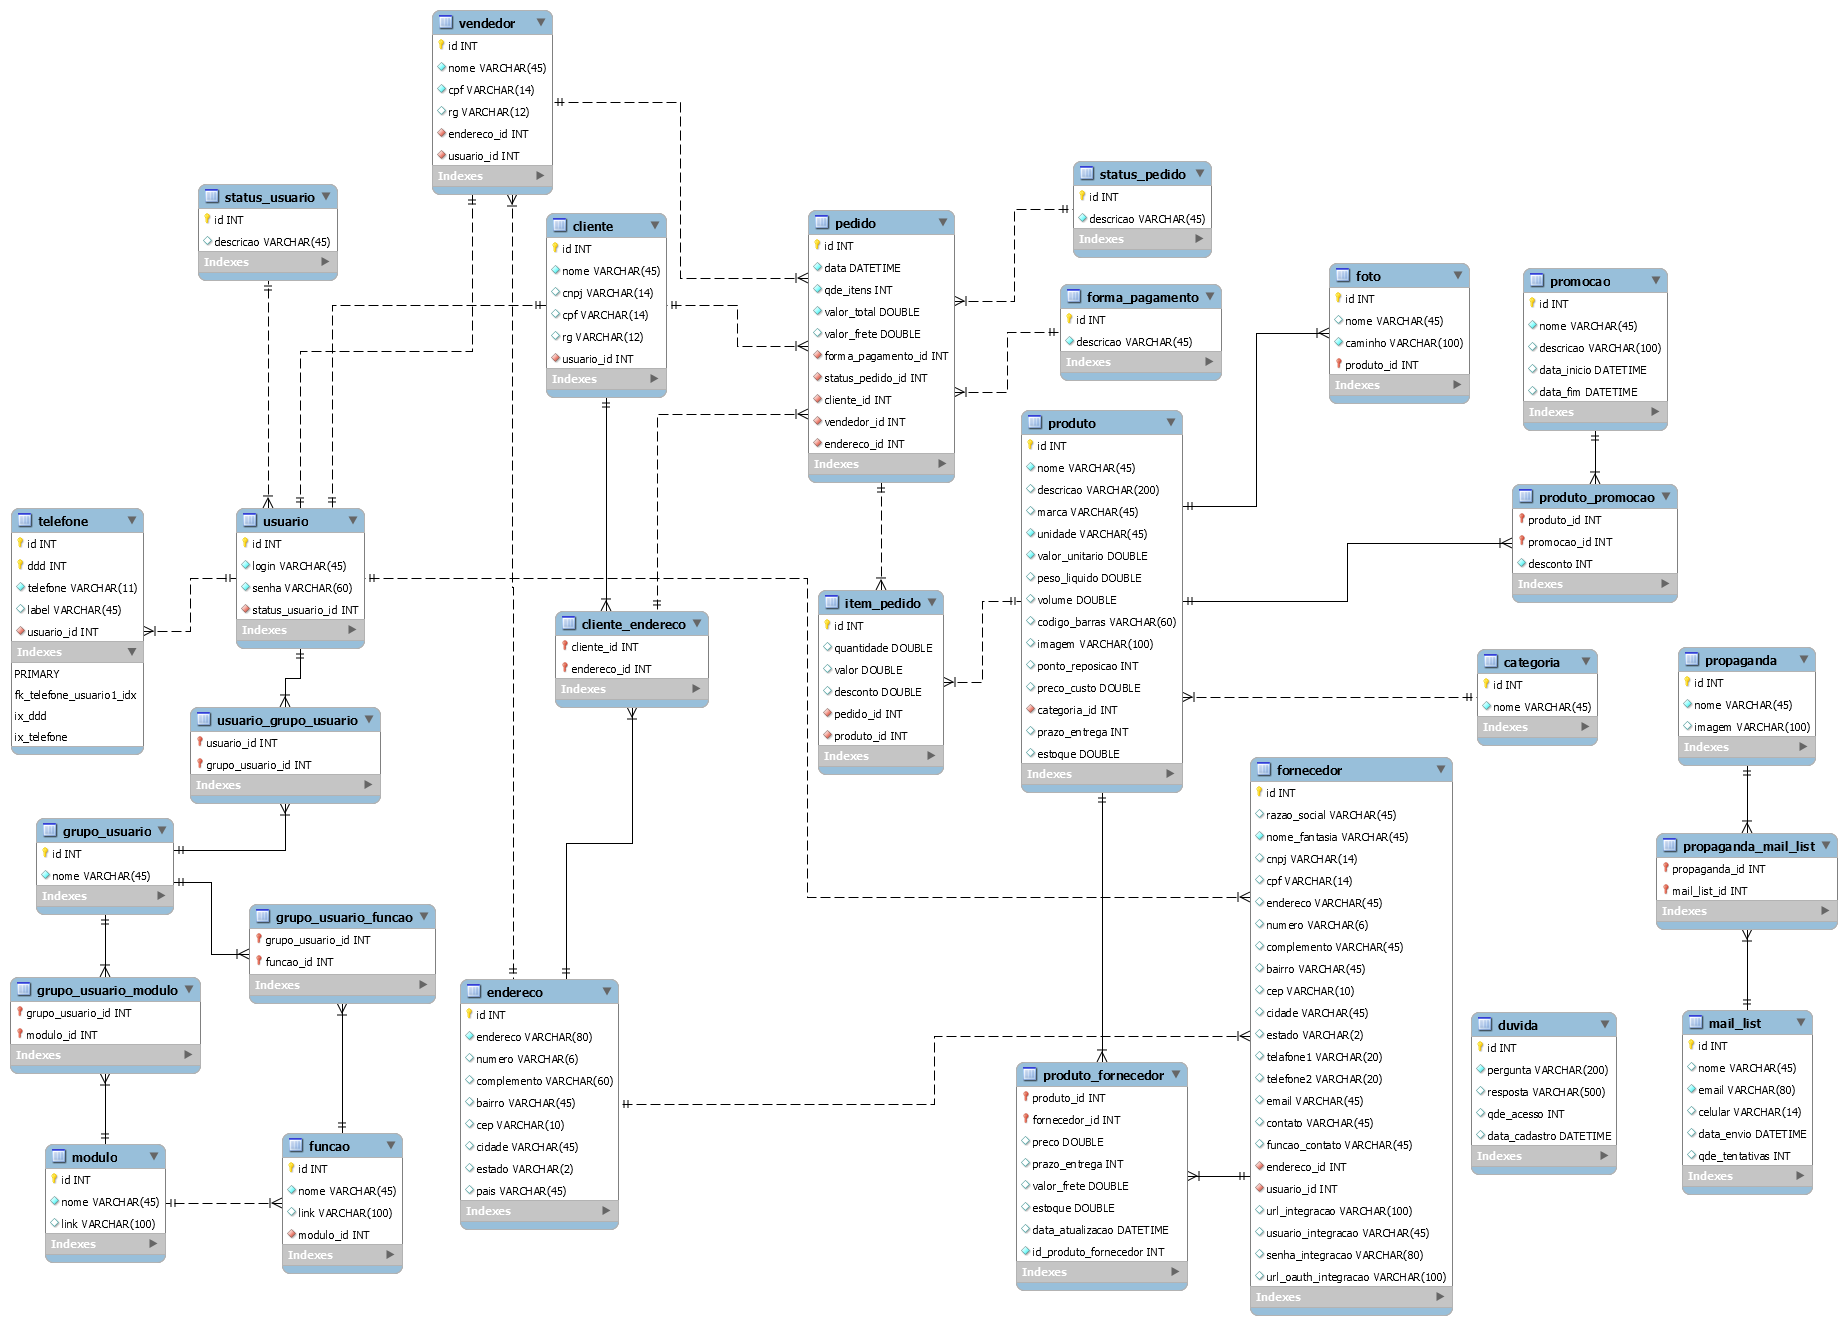 vendedor
id INT
nome VARCHAR(45)
cpf VARCHAR(14)
rg VARCHAR(12)
endereco_id INT
usuario_id INT
Indexes
status_usuario
id INT
descricao VARCHAR(45)
Indexes
cliente
id INT
nome VARCHAR(45)
cnpj VARCHAR(14)
cpf VARCHAR(14)
rg VARCHAR(12)
usuario_id INT
Indexes
pedido
id INT
data DATETIME
qde_itens INT
valor_total DOUBLE
valor_frete DOUBLE
forma_pagamento_id INT
status_pedido_id INT
cliente_id INT
vendedor_id INT
endereco_id INT
Indexes
status_pedido
id INT
descricao VARCHAR(45)
Indexes
forma_pagamento
id INT
descricao VARCHAR(45)
Indexes
foto
id INT
nome VARCHAR(45)
caminho VARCHAR(100)
produto_id INT
Indexes
promocao
id INT
nome VARCHAR(45)
descricao VARCHAR(100)
data_inicio DATETIME
data_fim DATETIME
Indexes
telefone
id INT
ddd INT
telefone VARCHAR(11)
label VARCHAR(45)
usuario_id INT
Indexes
PRIMARY
fk_telefone_usuario1_idx
ix_ddd
ix_telefone
usuario
id INT
login VARCHAR(45)
senha VARCHAR(60)
status_usuario_id INT
Indexes
produto
id INT
nome VARCHAR(45)
descricao VARCHAR(200)
marca VARCHAR(45)
unidade VARCHAR(45)
valor_unitario DOUBLE
peso_liquido DOUBLE
volume DOUBLE
codigo_barras VARCHAR(60)
imagem VARCHAR(100)
ponto_reposicao INT
preco_custo DOUBLE
categoria_id INT
prazo_entrega INT
estoque DOUBLE
Indexes
produto_promocao
produto_id INT
promocao_id INT
desconto INT
Indexes
cliente_endereco
cliente_id INT
endereco_id INT
Indexes
item_pedido
id INT
quantidade DOUBLE
valor DOUBLE
desconto DOUBLE
pedido_id INT
produto_id INT
Indexes
categoria
id INT
nome VARCHAR(45)
Indexes
propaganda
id INT
nome VARCHAR(45)
imagem VARCHAR(100)
Indexes
usuario_grupo_usuario
usuario_id INT
grupo_usuario_id INT
Indexes
grupo_usuario
id INT
nome VARCHAR(45)
Indexes
grupo_usuario_funcao
grupo_usuario_id INT
funcao_id INT
Indexes
fornecedor
id INT
razao_social VARCHAR(45)
nome_fantasia VARCHAR(45)
cnpj VARCHAR(14)
cpf VARCHAR(14)
endereco VARCHAR(45)
numero VARCHAR(6)
complemento VARCHAR(45)
bairro VARCHAR(45)
cep VARCHAR(10)
cidade VARCHAR(45)
estado VARCHAR(2)
telafone1 VARCHAR(20)
telefone2 VARCHAR(20)
email VARCHAR(45)
contato VARCHAR(45)
funcao_contato VARCHAR(45)
endereco_id INT
usuario_id INT
url_integracao VARCHAR(100)
usuario_integracao VARCHAR(45)
senha_integracao VARCHAR(80)
url_oauth_integracao VARCHAR(100)
Indexes
propaganda_mail_list
propaganda_id INT
mail_list_id INT
Indexes
grupo_usuario_modulo
grupo_usuario_id INT
modulo_id INT
Indexes
endereco
id INT
endereco VARCHAR(80)
numero VARCHAR(6)
complemento VARCHAR(60)
bairro VARCHAR(45)
cep VARCHAR(10)
cidade VARCHAR(45)
estado VARCHAR(2)
pais VARCHAR(45)
Indexes
produto_fornecedor
produto_id INT
fornecedor_id INT
preco DOUBLE
prazo_entrega INT
valor_frete DOUBLE
estoque DOUBLE
data_atualizacao DATETIME
id_produto_fornecedor INT
Indexes
duvida
id INT
pergunta VARCHAR(200)
resposta VARCHAR(500)
qde_acesso INT
data_cadastro DATETIME
Indexes
mail_list
id INT
nome VARCHAR(45)
email VARCHAR(80)
celular VARCHAR(14)
data_envio DATETIME
qde_tentativas INT
Indexes
modulo
id INT
nome VARCHAR(45)
link VARCHAR(100)
Indexes
funcao
id INT
nome VARCHAR(45)
link VARCHAR(100)
modulo_id INT
Indexes